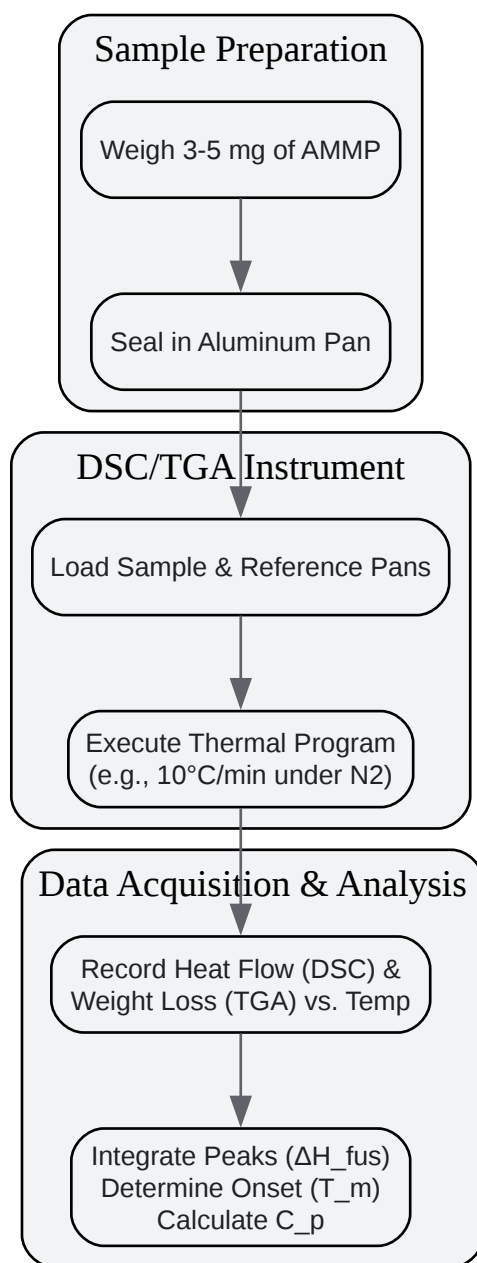 Sample Preparation
Weigh 3-5 mg of AMMP
Seal in Aluminum Pan
DSC/TGA Instrument
Load Sample & Reference Pans
Execute Thermal Program
(e.g., 10°C/min under N2)
Data Acquisition & Analysis
Record Heat Flow (DSC) &
Weight Loss (TGA) vs. Temp
Integrate Peaks (ΔH_fus)
Determine Onset (T_m)
Calculate C_p